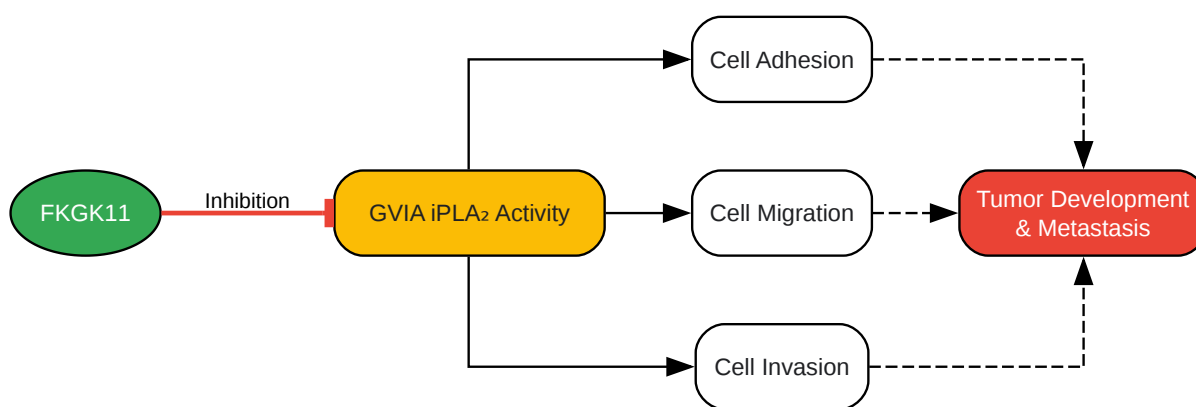 Cell Adhesion
FKGK11
Inhibition
GVIA iPLA₂ Activity
Cell Migration
Tumor Development
& Metastasis
Cell Invasion